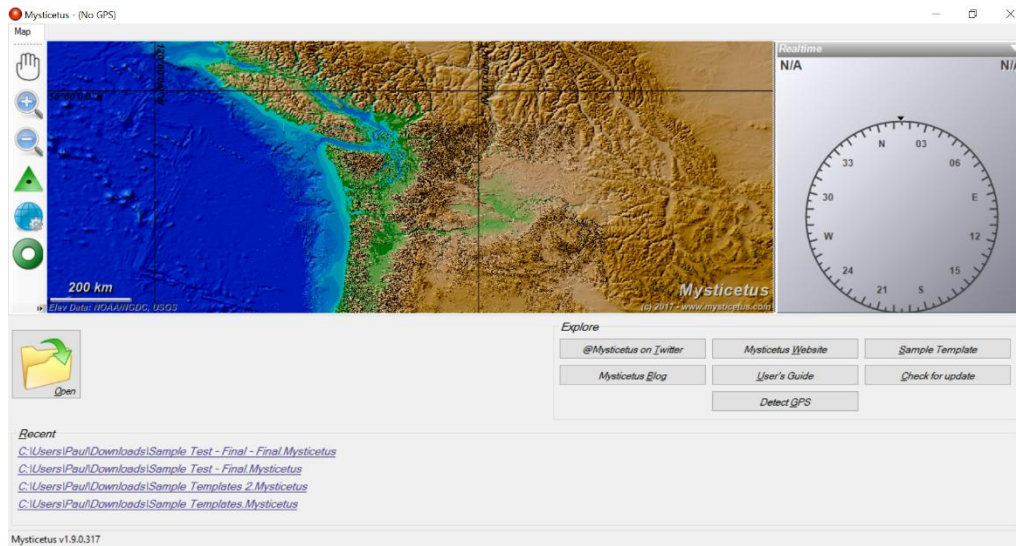 Mysticetus - (No GPS)
Map
Realtime
N/A
N/A
N
03
33
06
30
E
W
12
24
15
21
S
200 km
Elev Data: NOAA/NGDC, USGS
Mysticetus
(c) 2017 - www.mysticetus.com
Open
Explore
@Mysticetus on Twitter
Mysticetus Website
Sample Template
Mysticetus Blog
User's Guide
Check for update
Detect GPS
Recent
C:\Users\Paul\Downloads\Sample Test - Final - Final.Mysticetus
C:\Users\Paul\Downloads\Sample Test - Final.Mysticetus
C:\Users\Paul\Downloads\Sample Templates 2.Mysticetus
C:\Users\Paul\Downloads\Sample Templates.Mysticetus
Mysticetus v1.9.0.317